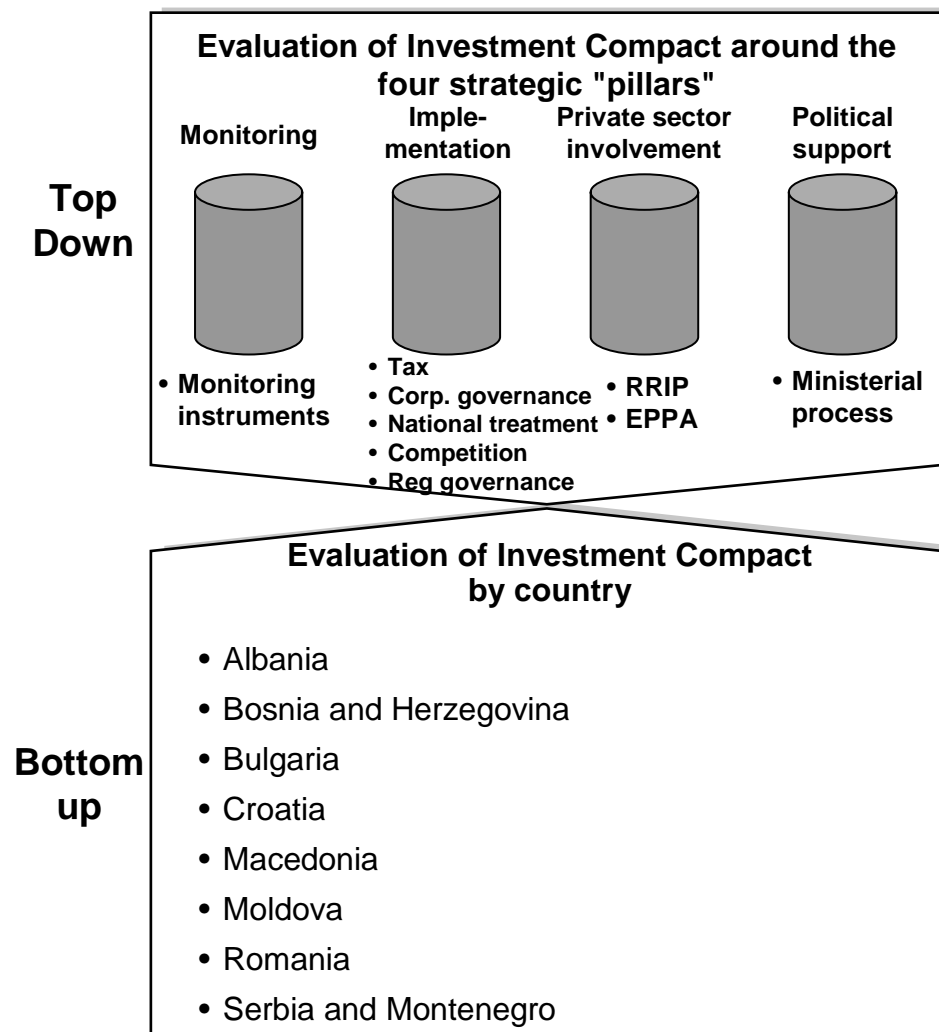 Evaluation of Investment Compact around the
four strategic "pillars"
Monitoring
Imple-
mentation
Private sector
involvement
Political
support
Top
Down
• Monitoring
instruments
• Tax
• Corp. governance
• National treatment
• Competition
• Reg governance
• RRIP
• EPPA
• Ministerial
process
Evaluation of Investment Compact
by country
Bottom
up
• Albania
• Bosnia and Herzegovina
• Bulgaria
• Croatia
• Macedonia
• Moldova
• Romania
• Serbia and Montenegro